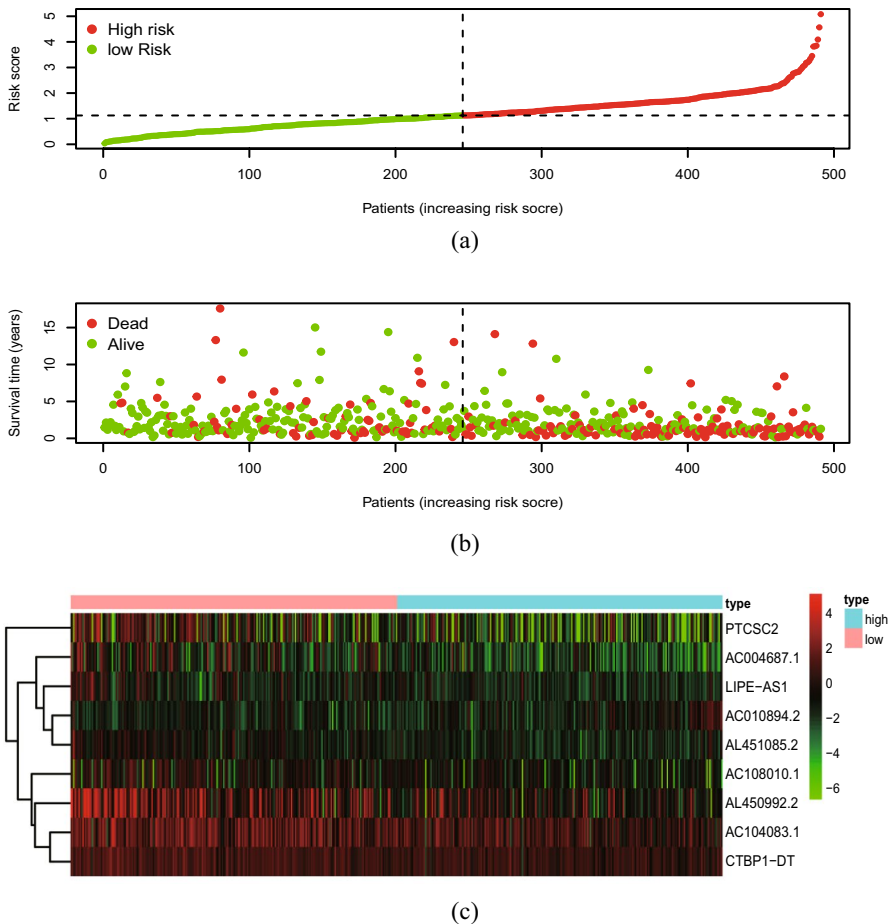 Risk score
5
4
3
2
1
0
High risk
low Risk
0 100 200 300 400 500
Patients (increasing risk socre)
(a)
Survival time (years)
15
10
5
0
Dead
Alive
0 100 200 300 400 500
Patients (increasing risk socre)
(b)
type
PTCSC2
AC004687.1
LIPE−AS1
AC010894.2
AL451085.2
AC108010.1
AL450992.2
AC104083.1
CTBP1−DT
4
2
0
−2
−4
−6
type
high
low
(c)